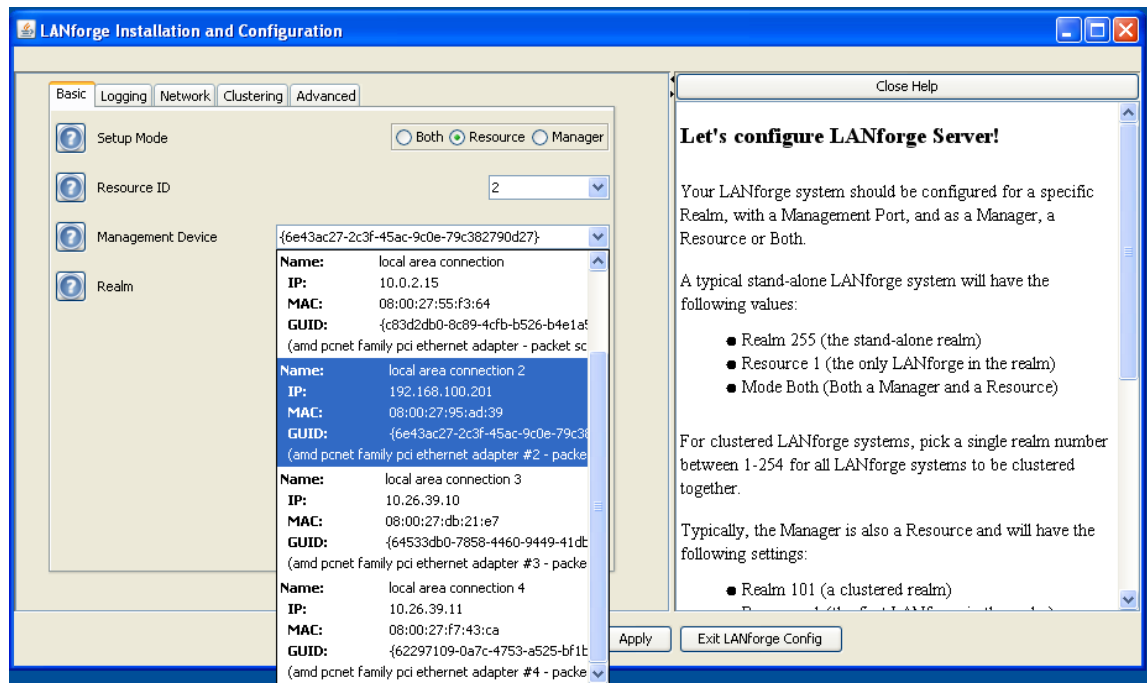 LANforge Installation and Configuration
Basic Logging Network Clustering Advanced
Setup Mode Both Resource Manager
Resource ID 2
Management Device {6e43ac27-2c3f-45ac-9c0e-79c382790d27}
Realm
Name: local area connection
IP: 10.0.2.15
MAC: 08:00:27:55:f3:64
GUID: {c83d2db0-8c89-4cfb-b526-b4e1a5
(amd pcnet family pci ethernet adapter - packet sc
Name: local area connection 2
IP: 192.168.100.201
MAC: 08:00:27:95:ad:39
GUID: {6e43ac27-2c3f-45ac-9c0e-79c38
(amd pcnet family pci ethernet adapter #2 - packe
Name: local area connection 3
IP: 10.26.39.10
MAC: 08:00:27:db:21:e7
GUID: {64533db0-7858-4460-9449-41db
(amd pcnet family pci ethernet adapter #3 - packe
Name: local area connection 4
IP: 10.26.39.11
MAC: 08:00:27:f7:43:ca
GUID: {62297109-0a7c-4753-a525-bf1b
(amd pcnet family pci ethernet adapter #4 - packe
Close Help
Let's configure LANforge Server!
Your LANforge system should be configured for a specific
Realm, with a Management Port, and as a Manager, a
Resource or Both.
A typical stand-alone LANforge system will have the
following values:
● Realm 255 (the stand-alone realm)
● Resource 1 (the only LANforge in the realm)
● Mode Both (Both a Manager and a Resource)
For clustered LANforge systems, pick a single realm number
between 1-254 for all LANforge systems to be clustered
together.
Typically, the Manager is also a Resource and will have the
following settings:
● Realm 101 (a clustered realm)
Apply Exit LANforge Config